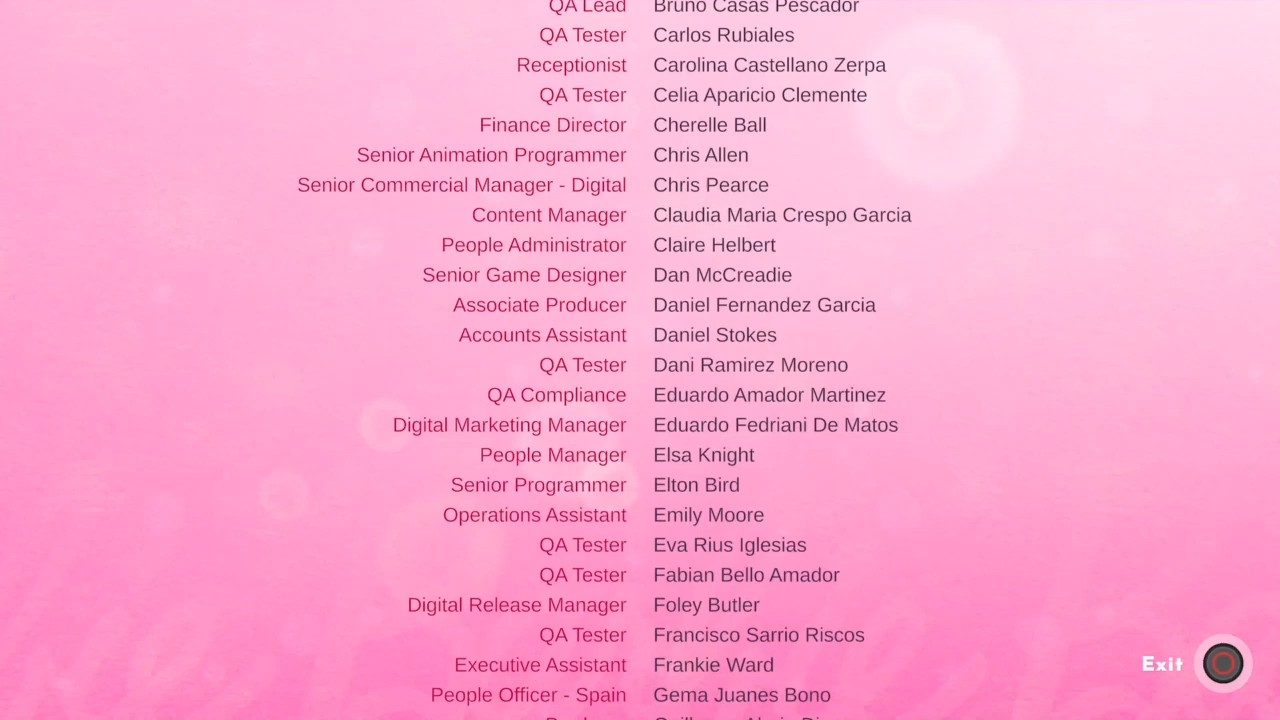 QA Lead Bruno Casas Pescador
QA Tester Carlos Rubiales
Receptionist Carolina Castellano Zerpa
QA Tester Celia Aparicio Clemente
Finance Director Cherelle Ball
Senior Animation Programmer Chris Allen
Senior Commercial Manager - Digital Chris Pearce
Content Manager Claudia Maria Crespo Garcia
People Administrator Claire Helbert
Senior Game Designer Dan McCreadie
Associate Producer Daniel Fernandez Garcia
Accounts Assistant Daniel Stokes
QA Tester Dani Ramirez Moreno
QA Compliance Eduardo Amador Martinez
Digital Marketing Manager Eduardo Fedriani De Matos
People Manager Elsa Knight
Senior Programmer Elton Bird
Operations Assistant Emily Moore
QA Tester Eva Rius Iglesias
QA Tester Fabian Bello Amador
Digital Release Manager Foley Butler
QA Tester Francisco Sarrio Riscos
Executive Assistant Frankie Ward
People Officer - Spain Gema Juanes Bono
Exit